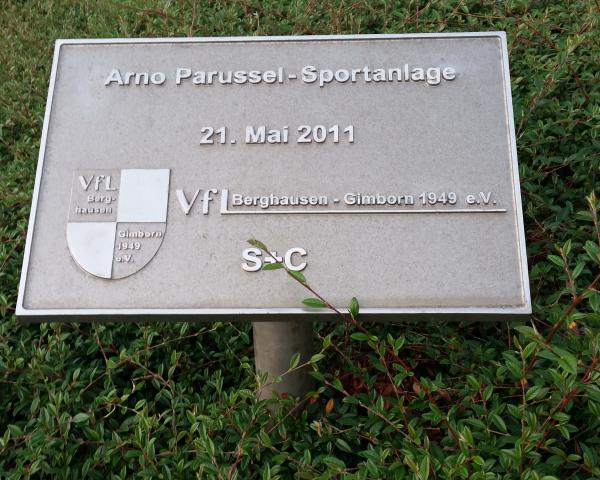 Arno Parussel-Sportanlage
21. Mai 2011
VfL
Berg-
hausen
Gimborn
1949
e.V.
VfL Berghausen - Gimborn 1949 e.V.
S+C